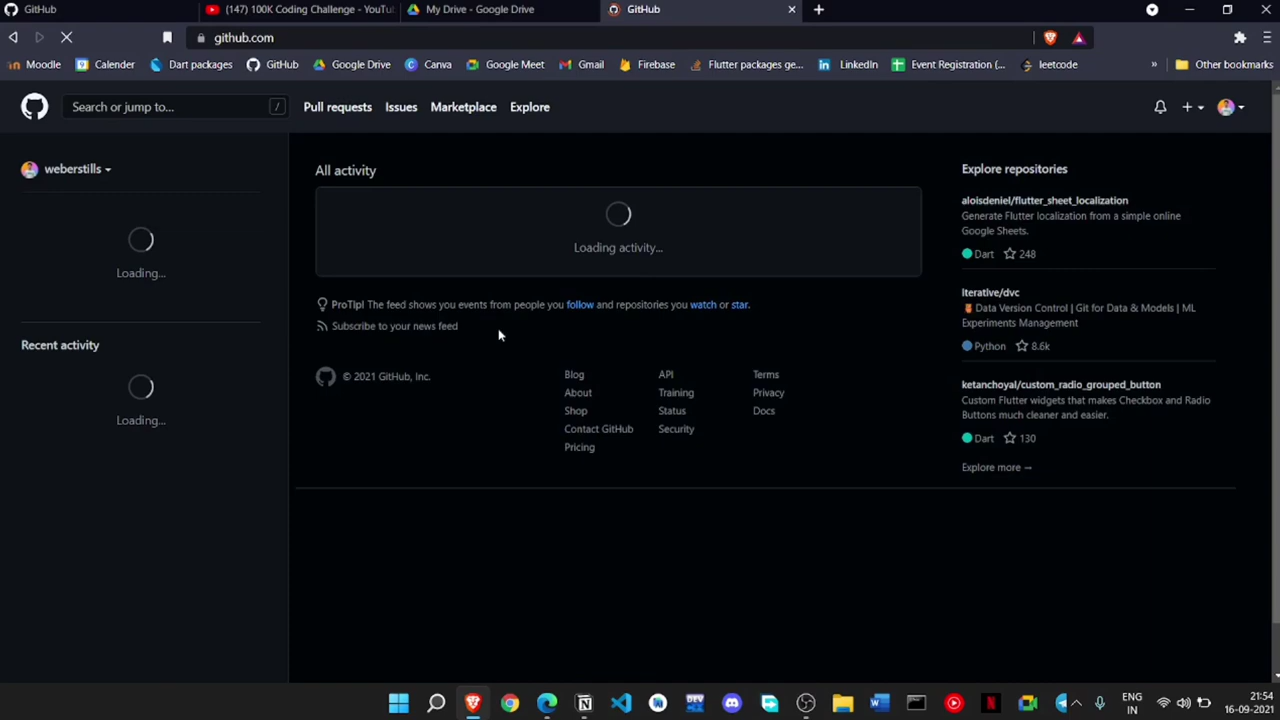 GitHub
(147) 100K Coding Challenge - YouTu
My Drive - Google Drive
GitHub
github.com
Moodle
Calender
Dart packages
GitHub
Google Drive
Canva
Google Meet
Gmail
Firebase
Flutter packages ge...
LinkedIn
Event Registration (...
leetcode
»
Other bookmarks
Search or jump to...
/
Pull requests
Issues
Marketplace
Explore
weberstills
Loading...
Recent activity
Loading...
All activity
Loading activity...
ProTip! The feed shows you events from people you follow and repositories you watch or star.
Subscribe to your news feed
© 2021 GitHub, Inc.
Blog
About
Shop
Contact GitHub
Pricing
API
Training
Status
Security
Terms
Privacy
Docs
Explore repositories
aloisdeniel/flutter_sheet_localization
Generate Flutter localization from a simple online
Google Sheets.
Dart
248
iterative/dvc
Data Version Control | Git for Data & Models | ML
Experiments Management
Python
8.6k
ketanchoyal/custom_radio_grouped_button
Custom Flutter widgets that makes Checkbox and Radio
Buttons much cleaner and easier.
Dart
130
Explore more →
ENG
IN
21:54
16-09-2021